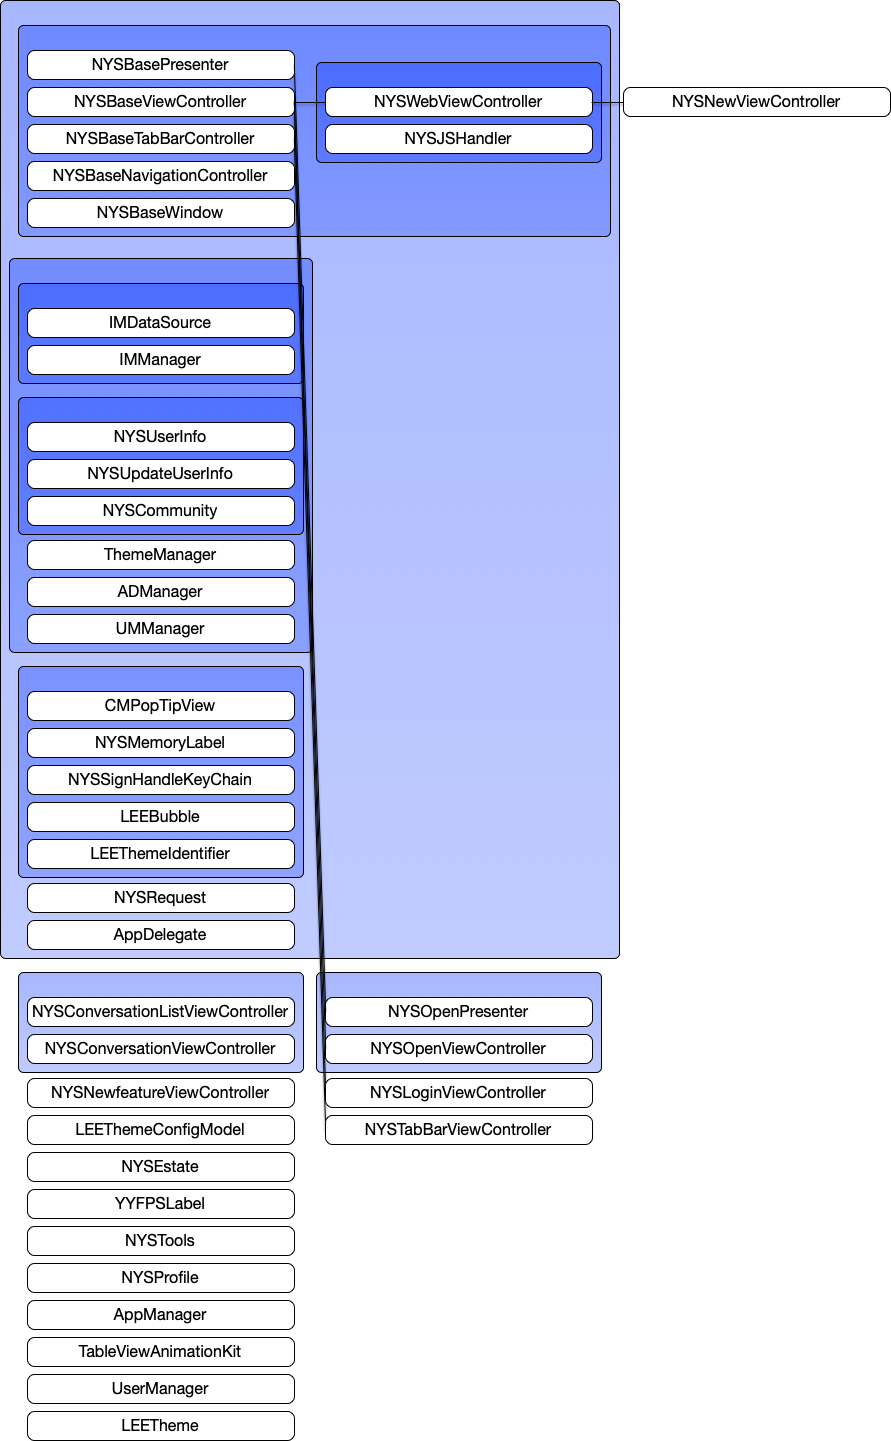 NYSBasePresenter
NYSBaseViewController
NYSBaseTabBarController
NYSBaseNavigationController
NYSBaseWindow
NYSWebViewController
NYSJSHandler
NYSNewViewController
IMDataSource
IMManager
NYSUserInfo
NYSUpdateUserInfo
NYSCommunity
ThemeManager
ADManager
UMManager
CMPopTipView
NYSMemoryLabel
NYSSignHandleKeyChain
LEEBubble
LEEThemeIdentifier
NYSRequest
AppDelegate
NYSConversationListViewController
NYSConversationViewController
NYSOpenPresenter
NYSOpenViewController
NYSNewfeatureViewController
NYSLoginViewController
LEEThemeConfigModel
NYSTabBarViewController
NYSEstate
YYFPSLabel
NYSTools
NYSProfile
AppManager
TableViewAnimationKit
UserManager
LEETheme